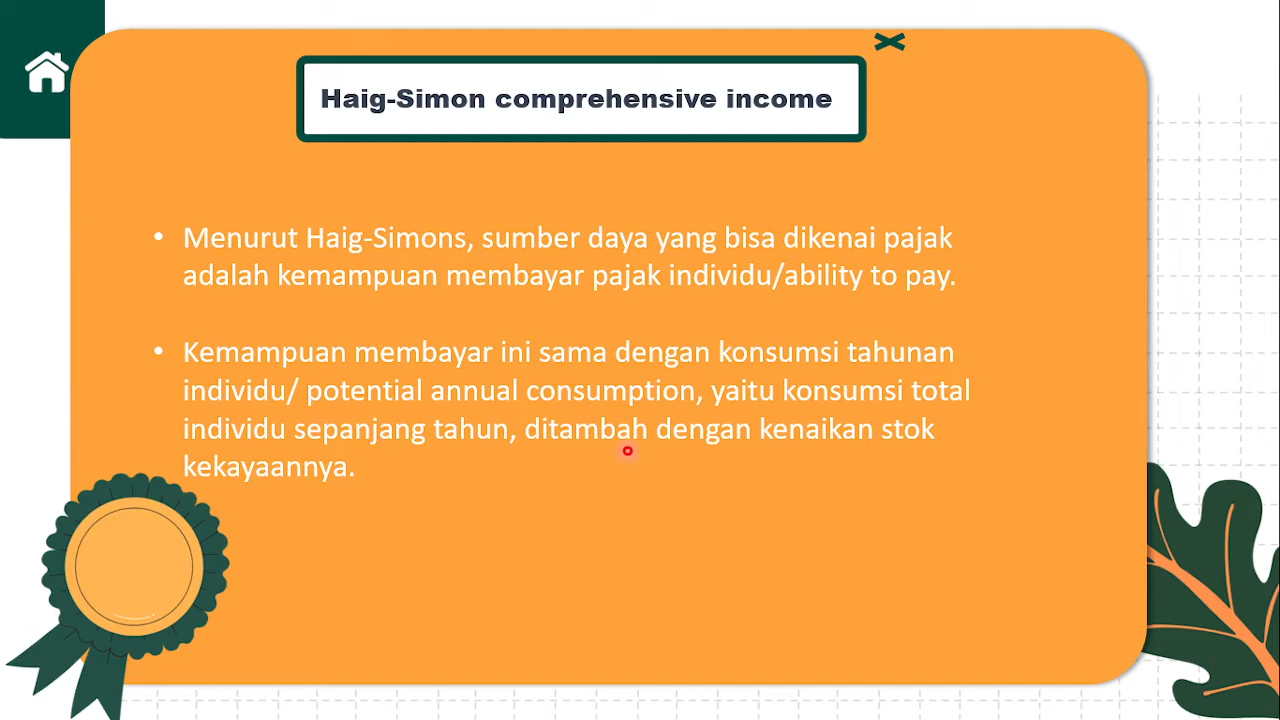 Haig-Simon comprehensive income
• Menurut Haig-Simons, sumber daya yang bisa dikenai pajak
adalah kemampuan membayar pajak individu/ability to pay.
• Kemampuan membayar ini sama dengan konsumsi tahunan
individu/ potential annual consumption, yaitu konsumsi total
individu sepanjang tahun, ditambah dengan kenaikan stok
kekayaannya.